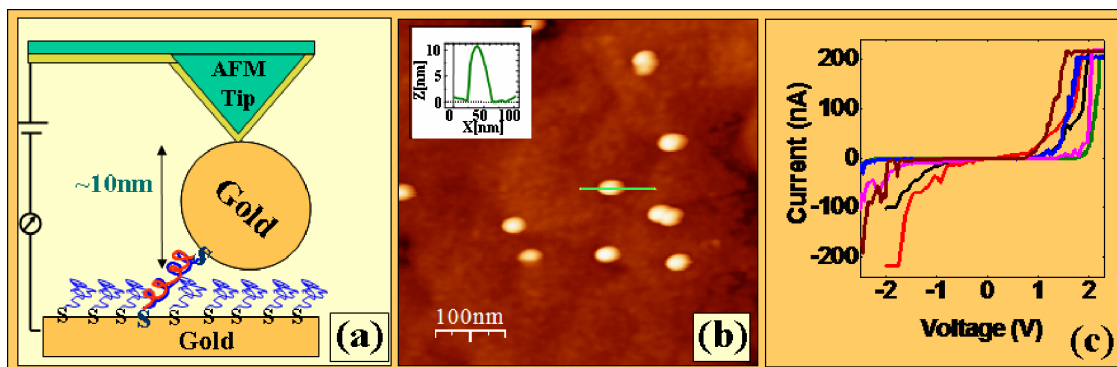 AFM
Tip
~10nm
Gold
S
S
S S S S S S S S
Gold
(a)
Z[nm]
10
5
0
0 50 100
X[nm]
100nm
(b)
Current (nA)
200
100
0
-100
-200
-2 -1 0 1 2
Voltage (V)
(c)